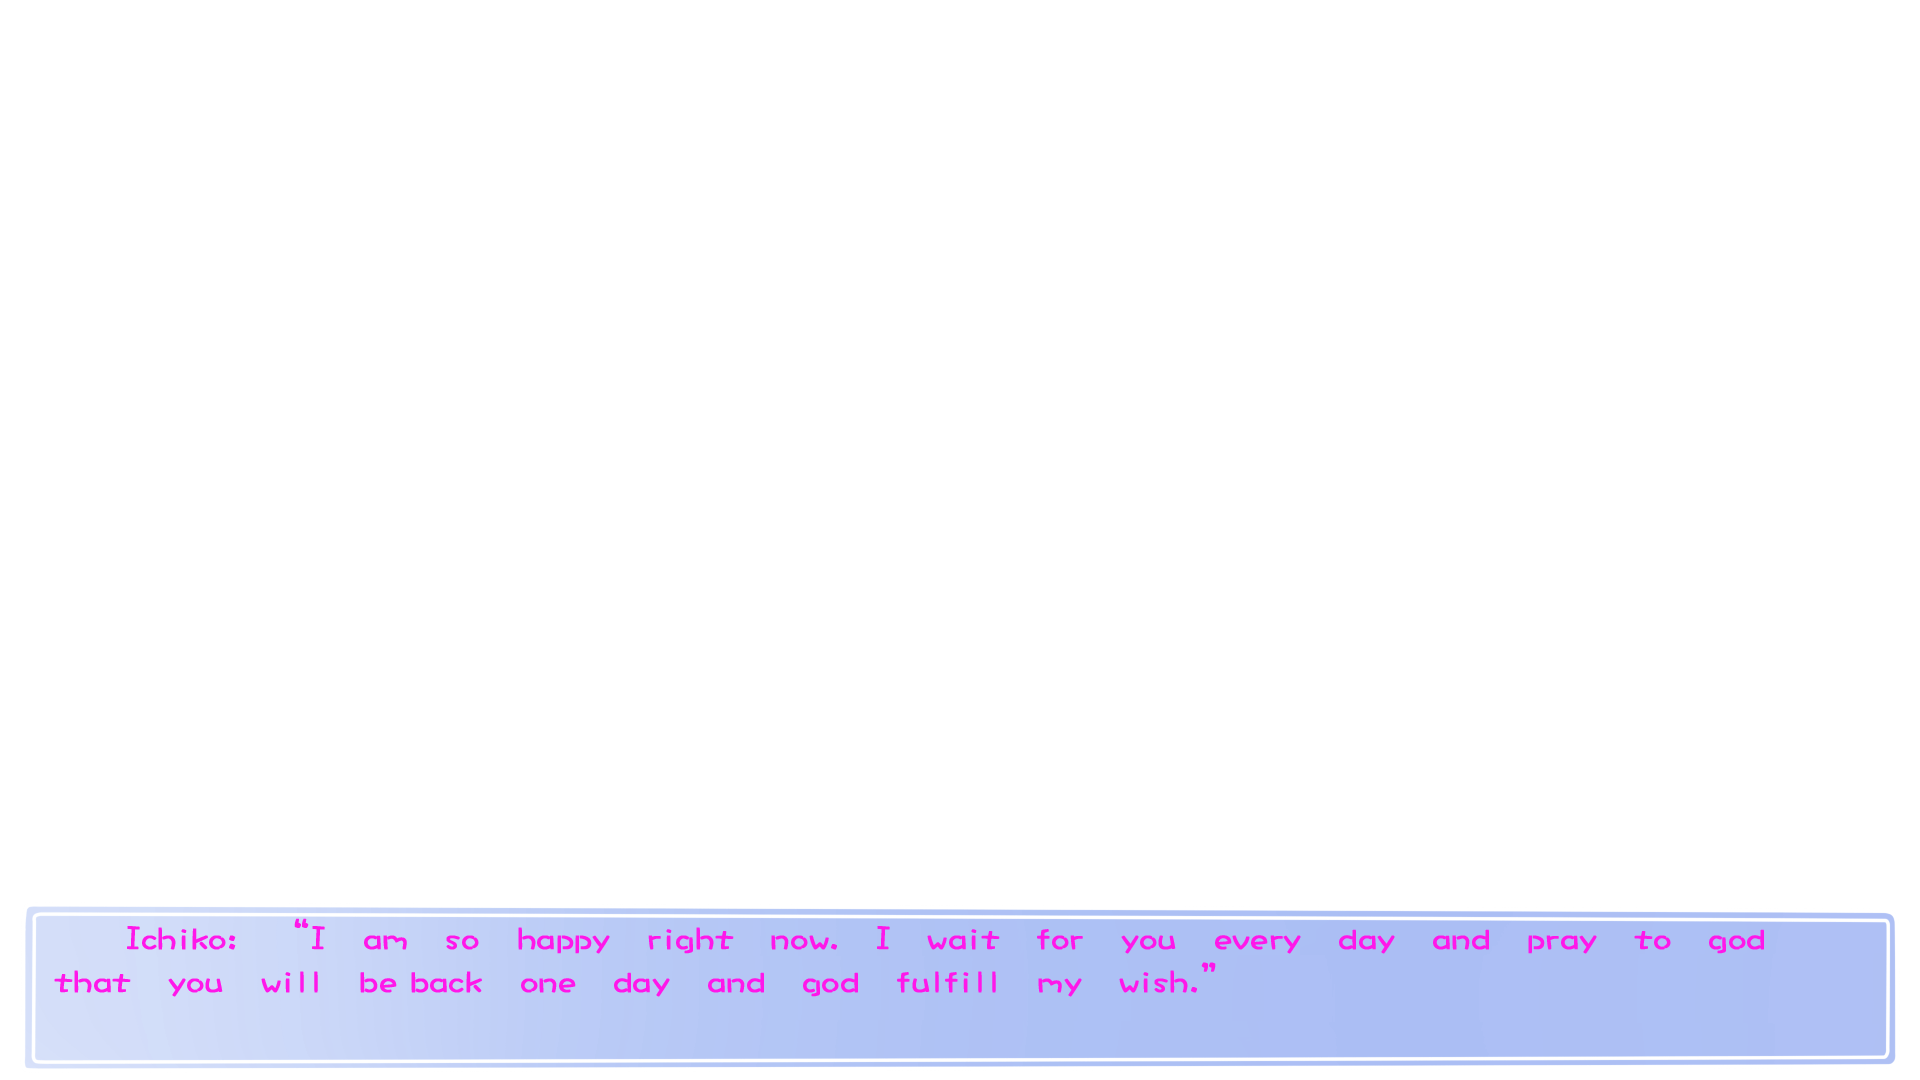 Ichiko: “I am so happy right now. I wait for you every day and pray to god
that you will be back one day and god fulfill my wish.”